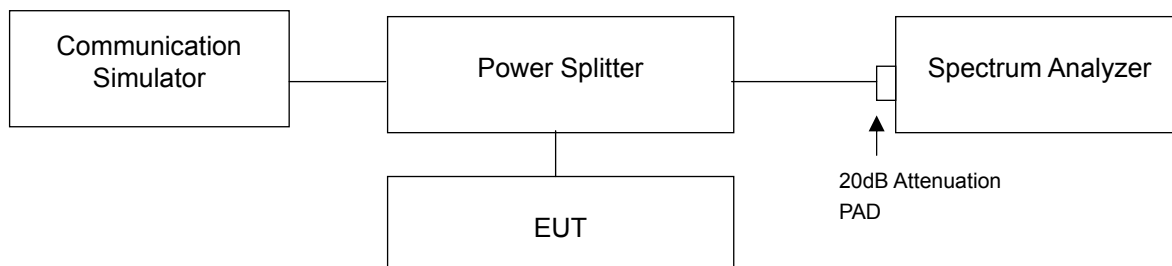 Communication
Simulator
Power Splitter
Spectrum Analyzer
20dB Attenuation
PAD
EUT